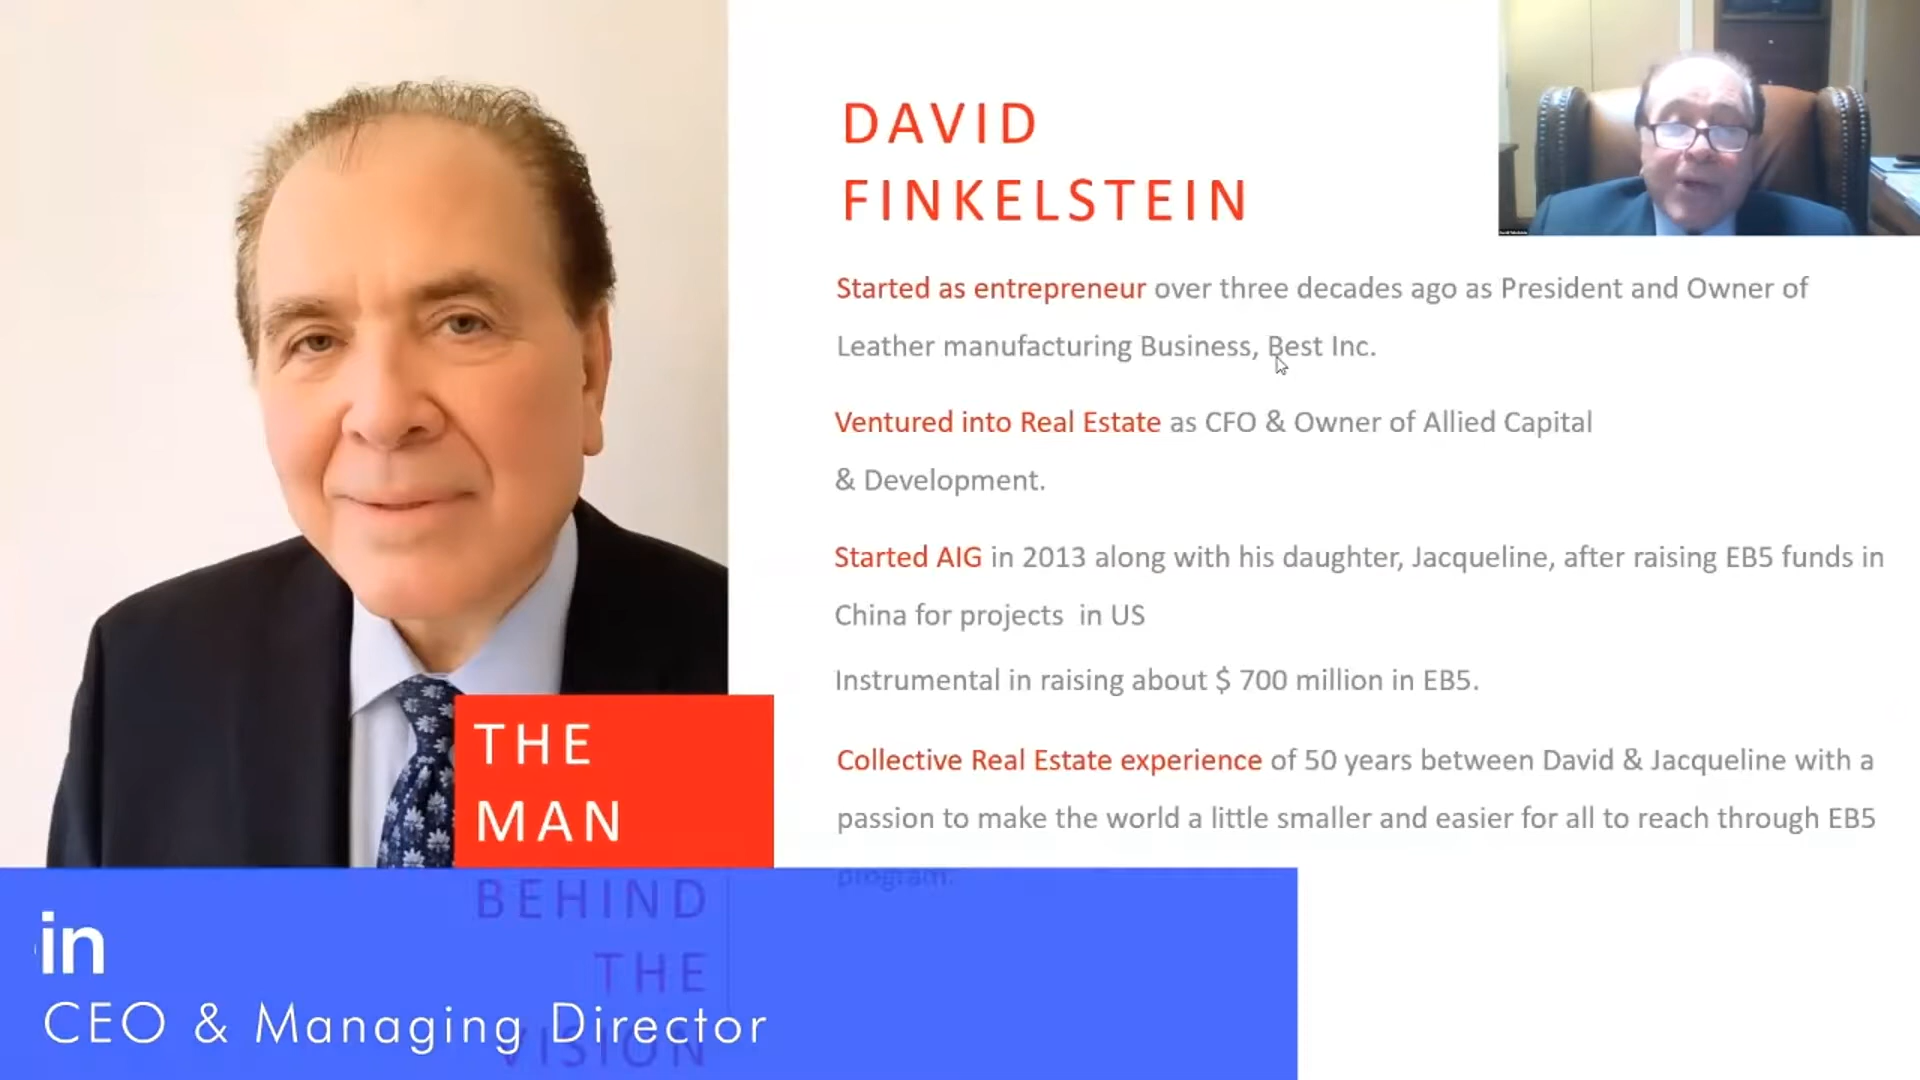 DAVID
FINKELSTEIN
Started as entrepreneur over three decades ago as President and Owner of
Leather manufacturing Business, Best Inc.
Ventured into Real Estate as CFO & Owner of Allied Capital
& Development.
Started AIG in 2013 along with his daughter, Jacqueline, after raising EB5 funds in
China for projects in US
Instrumental in raising about $ 700 million in EB5.
Collective Real Estate experience of 50 years between David & Jacqueline with a
passion to make the world a little smaller and easier for all to reach through EB5
program.
THE
MAN
BEHIND
THE
VISION
in
CEO & Managing Director